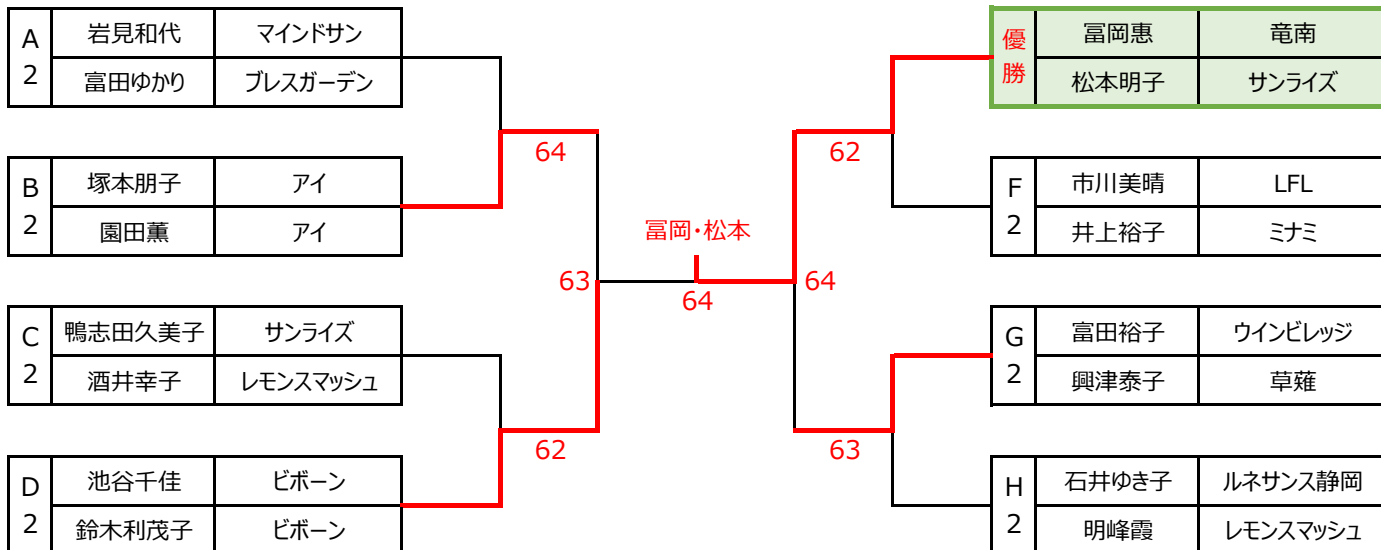 A
2
岩見和代 マインドサン
富田ゆかり ブレスガーデン
B
2
塚本朋子 アイ
園田薫 アイ
C
2
鴨志田久美子 サンライズ
酒井幸子 レモンスマッシュ
D
2
池谷千佳 ビボーン
鈴木利茂子 ビボーン
64
62
63
冨岡・松本
64
64
62
63
優
勝
冨岡惠 竜南
松本明子 サンライズ
F
2
市川美晴 LFL
井上裕子 ミナミ
G
2
富田裕子 ウインビレッジ
興津泰子 草薙
H
2
石井ゆき子 ルネサンス静岡
明峰霞 レモンスマッシュ